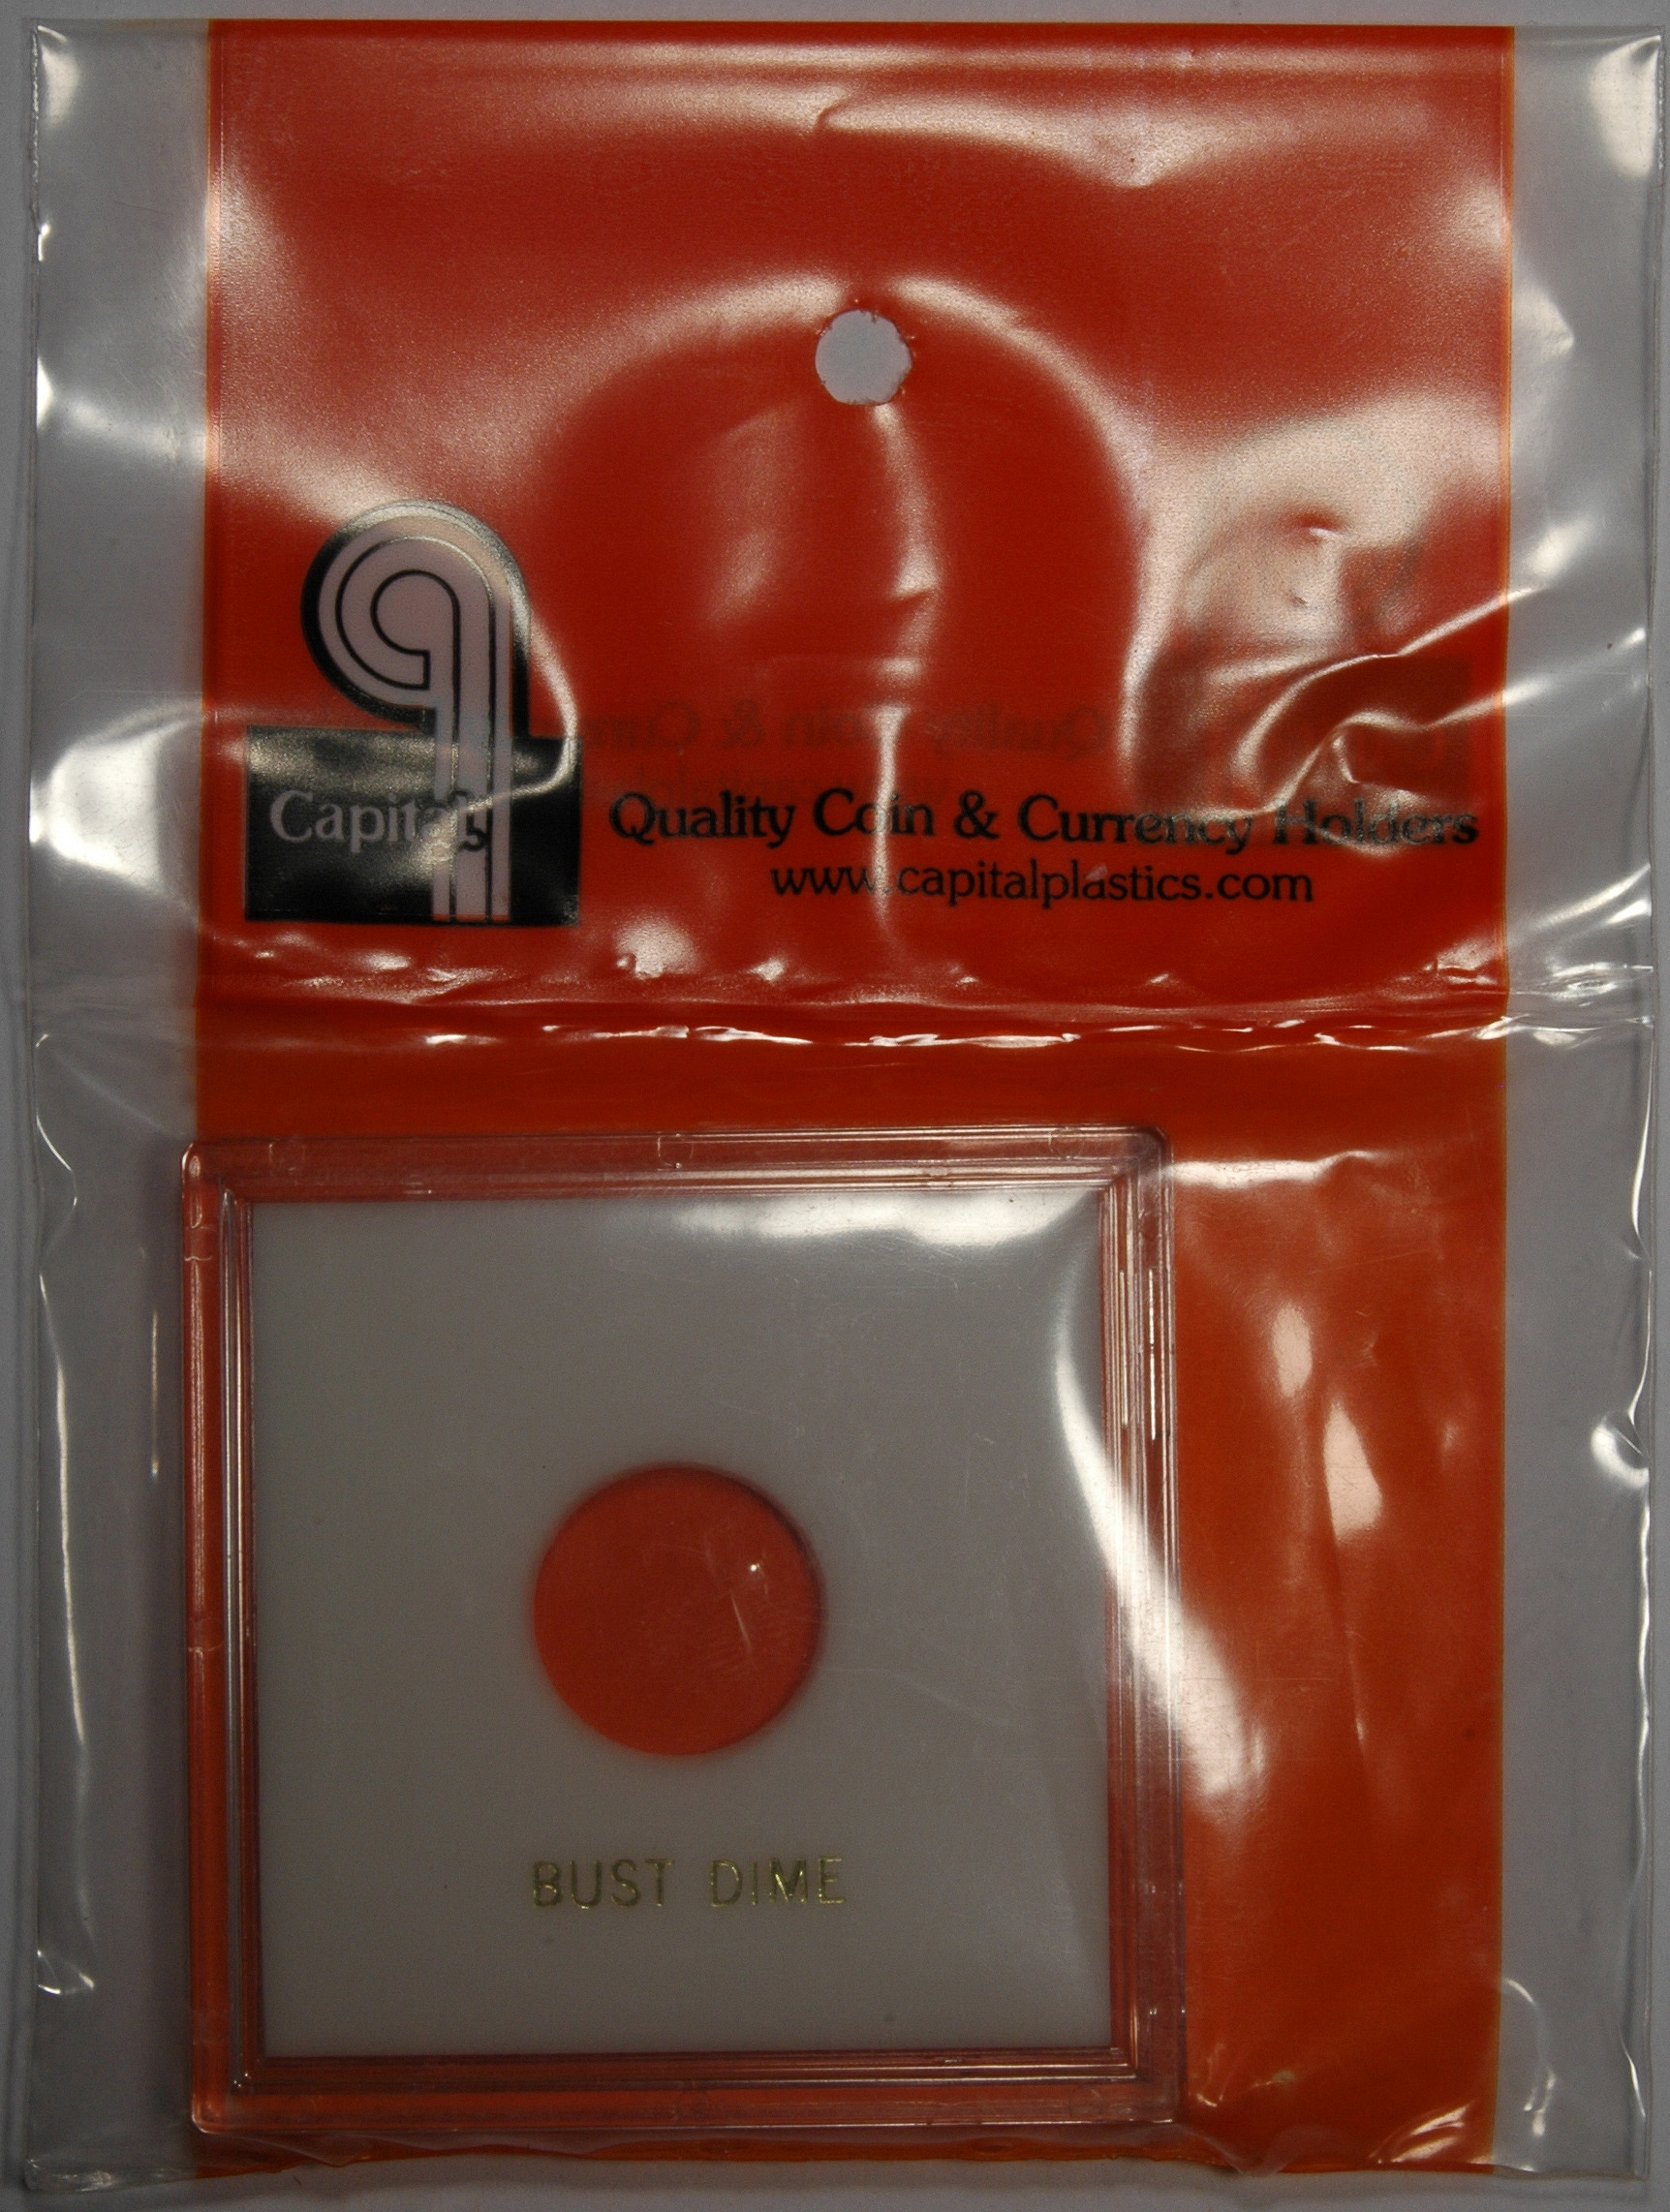 Capital
Quality Coin & Currency Holders
www.capitalplastics.com
BUST DIME